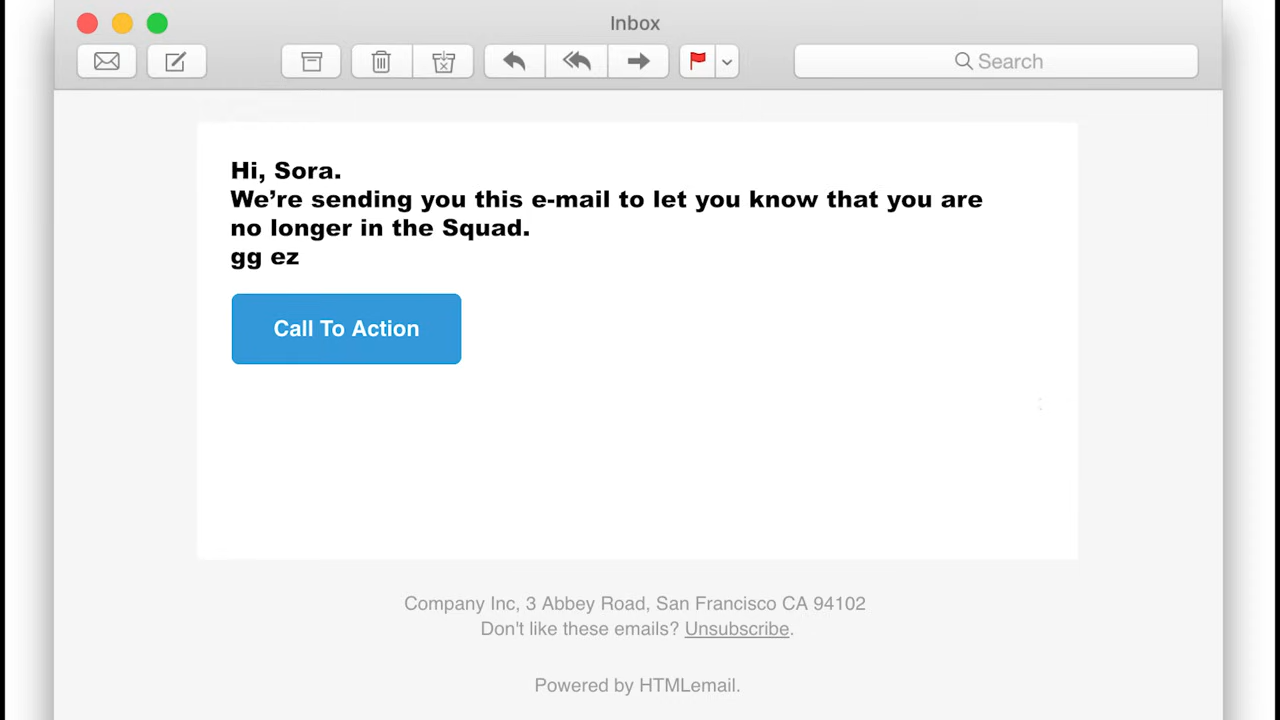 Inbox
Search
Hi, Sora.
We’re sending you this e-mail to let you know that you are
no longer in the Squad.
gg ez
Call To Action
Company Inc, 3 Abbey Road, San Francisco CA 94102
Don't like these emails? Unsubscribe.
Powered by HTMLemail.